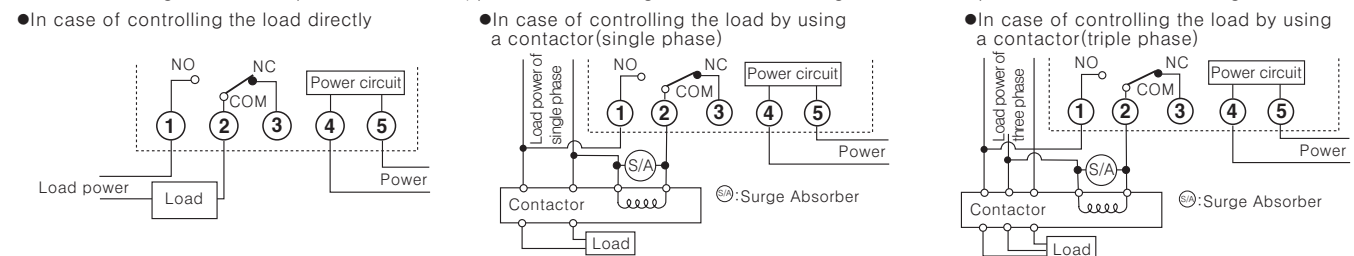 ●In case of controlling the load directly
NO
NC
COM
Power circuit
1
2
3
4
5
Load power
Load
Power
●In case of controlling the load by using
a contactor(single phase)
Load power of
single phase
NO
NC
COM
Power circuit
1
2
3
4
5
Power
S/A
Contactor
S/A:Surge Absorber
Load
●In case of controlling the load by using
a contactor(triple phase)
Load power of
three phase
NO
NC
COM
Power circuit
1
2
3
4
5
Power
S/A
Contactor
S/A:Surge Absorber
Load